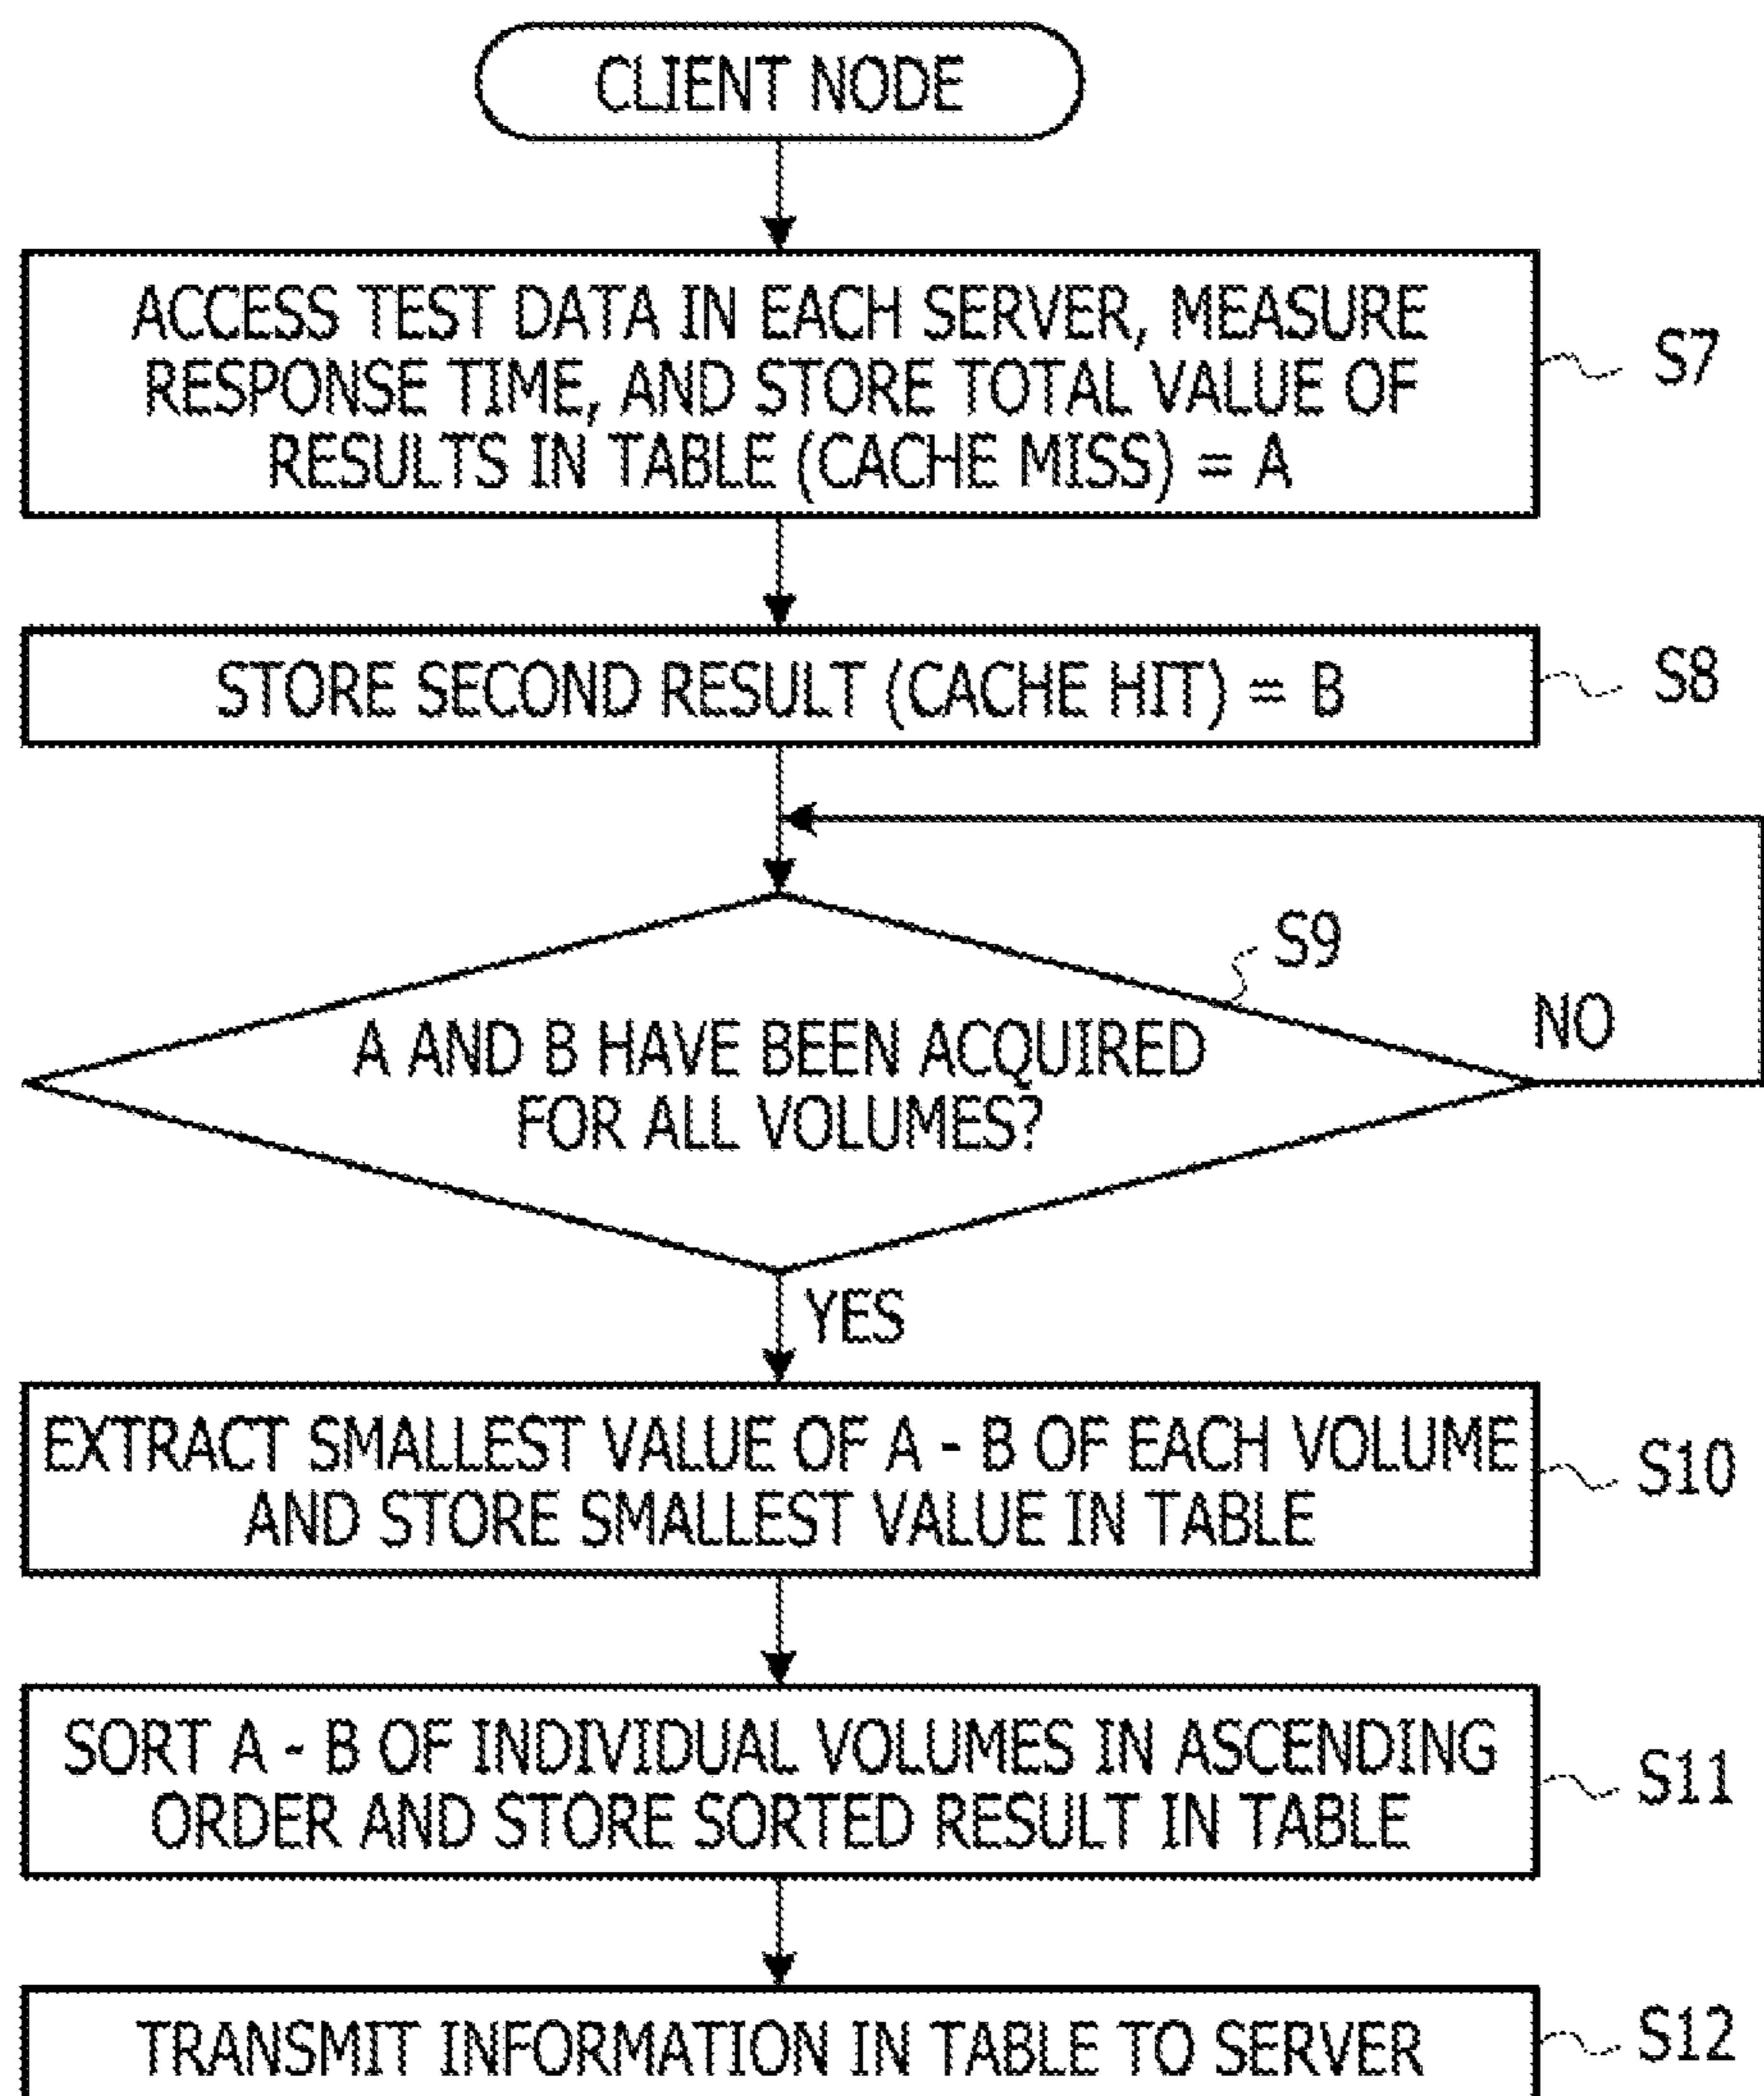 CLIENT NODE
ACCESS TEST DATA IN EACH SERVER, MEASURE
RESPONSE TIME, AND STORE TOTAL VALUE OF
RESULTS IN TABLE (CACHE MISS) = A
S7
STORE SECOND RESULT (CACHE HIT) = B
S8
S9
A AND B HAVE BEEN ACQUIRED
FOR ALL VOLUMES?
NO
YES
EXTRACT SMALLEST VALUE OF A - B OF EACH VOLUME
AND STORE SMALLEST VALUE IN TABLE
S10
SORT A - B OF INDIVIDUAL VOLUMES IN ASCENDING
ORDER AND STORE SORTED RESULT IN TABLE
S11
TRANSMIT INFORMATION IN TABLE TO SERVER
S12